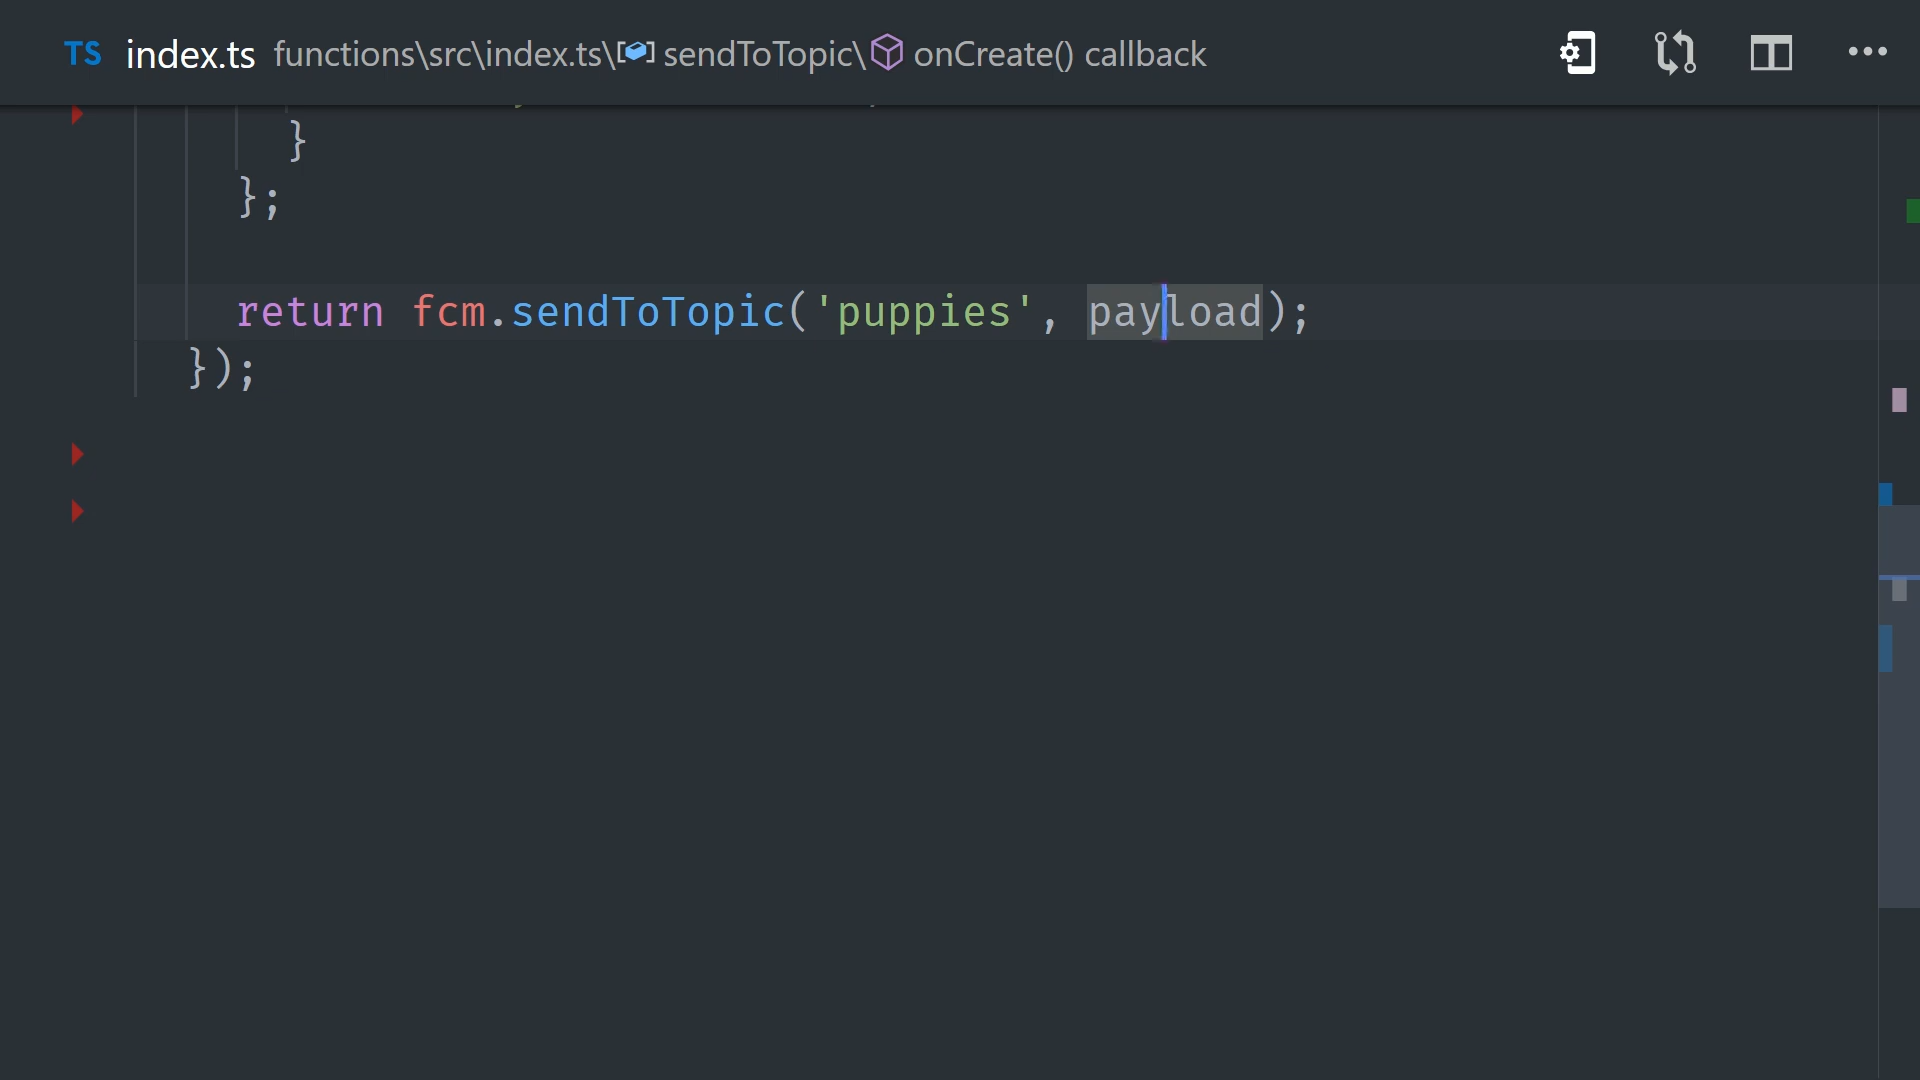 TS index.ts functions\src\index.ts\ sendToTopic\ onCreate() callback
}
};
return fcm.sendToTopic('puppies', payload);
});